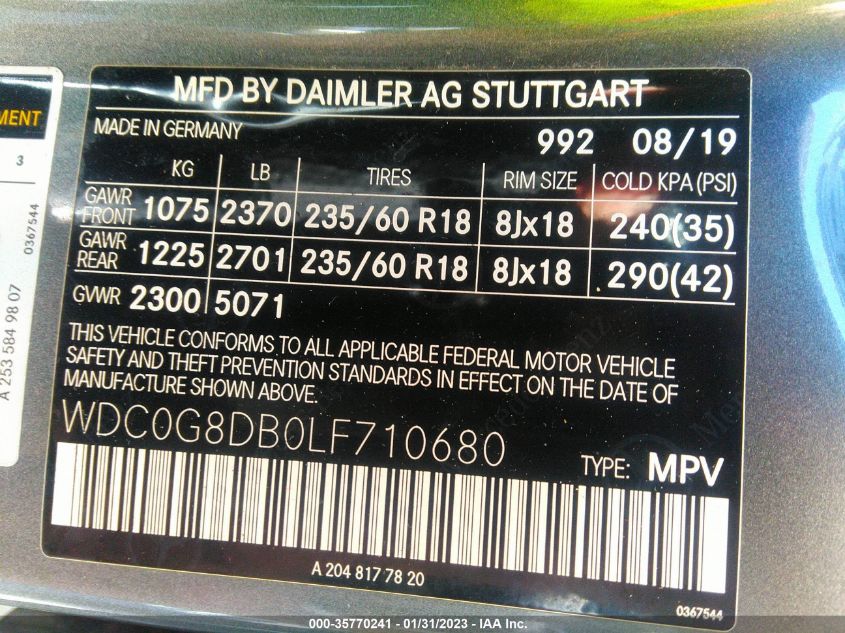 MFD BY DAIMLER AG STUTTGART
MADE IN GERMANY 992 08/19
KG LB TIRES RIM SIZE COLD KPA (PSI)
GAWR FRONT 1075 2370 235/60 R18 8Jx18 240(35)
GAWR REAR 1225 2701 235/60 R18 8Jx18 290(42)
GVWR 2300 5071
THIS VEHICLE CONFORMS TO ALL APPLICABLE FEDERAL MOTOR VEHICLE
SAFETY AND THEFT PREVENTION STANDARDS IN EFFECT ON THE DATE OF
MANUFACTURE SHOWN ABOVE.
WDC0G8DB0LF710680
TYPE: MPV
A 204 817 78 20
0367544
MENT
3
0367544
A 253 584 98 07
000-35770241 - 01/31/2023 - IAA Inc.